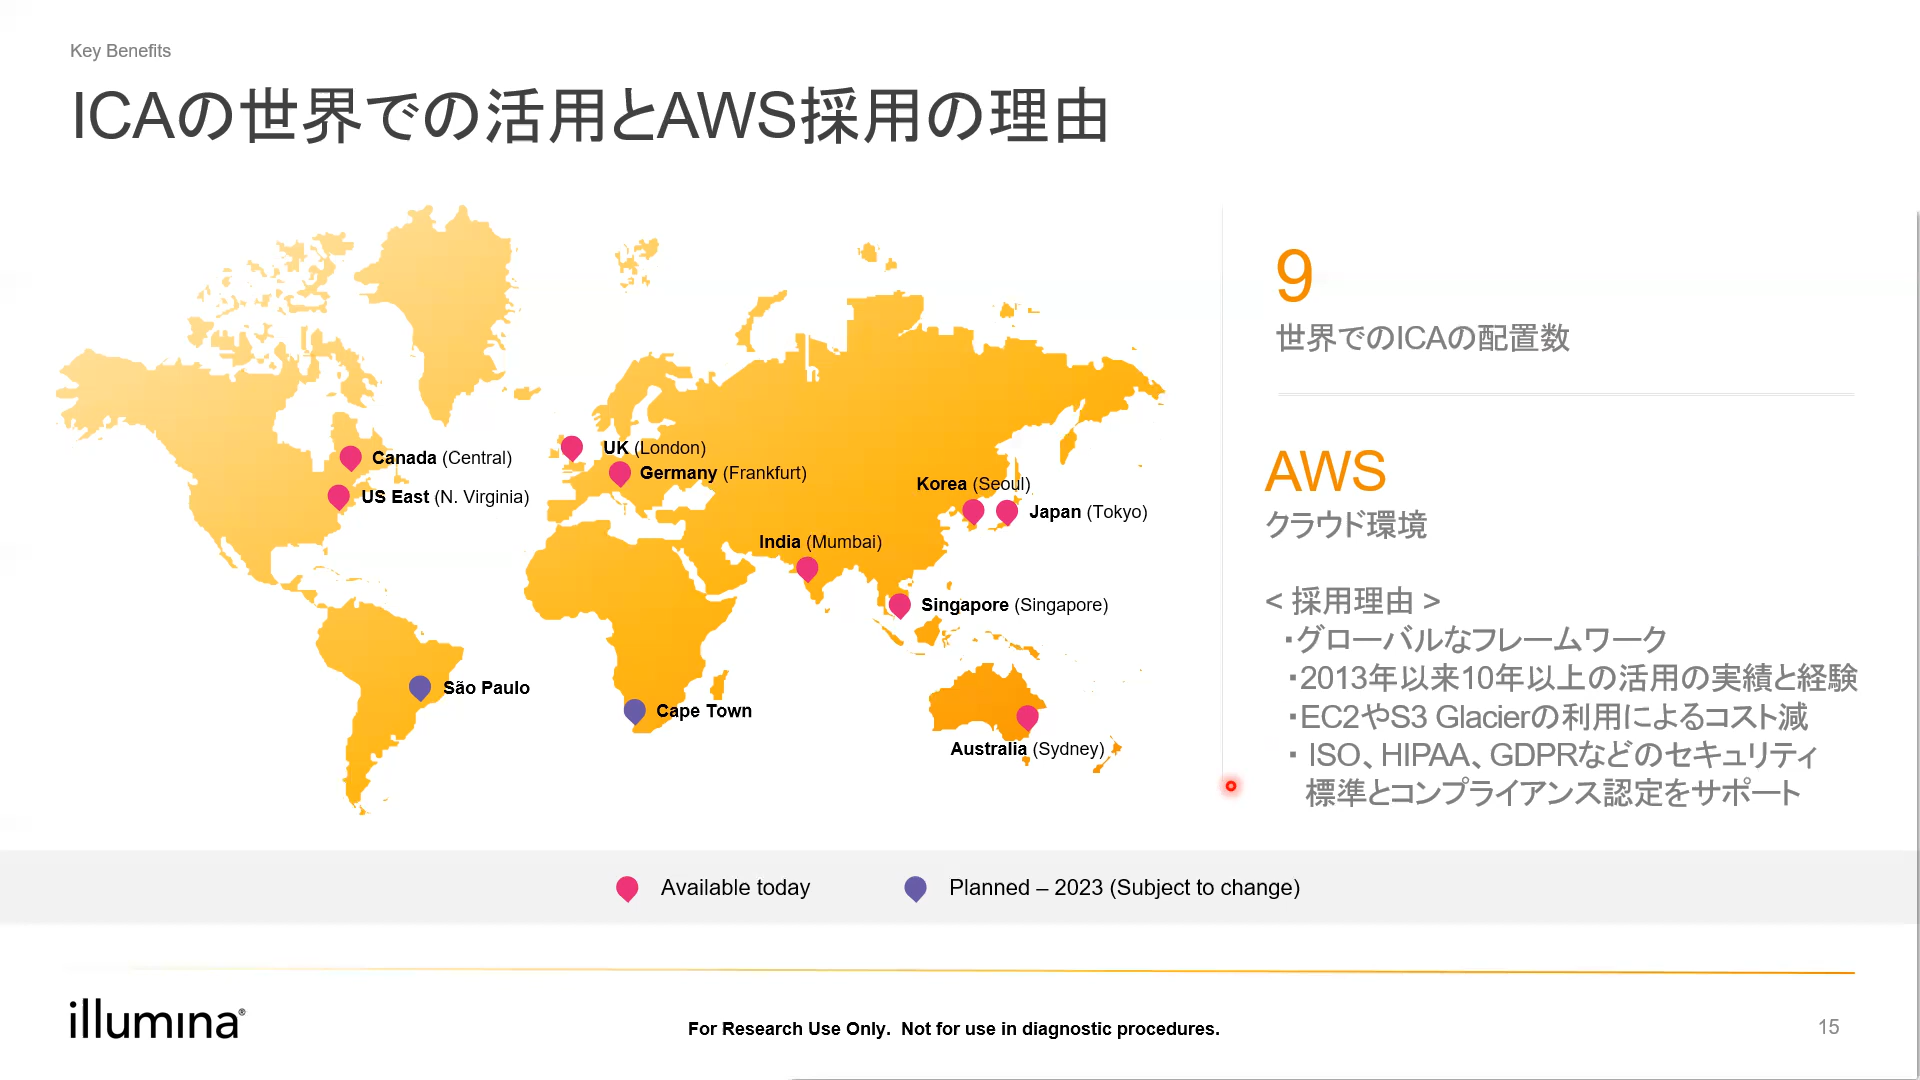 Key Benefits
ICAの世界での活用とAWS採用の理由
Canada (Central)
US East (N. Virginia)
UK (London)
Germany (Frankfurt)
Korea (Seoul)
Japan (Tokyo)
India (Mumbai)
Singapore (Singapore)
São Paulo
Cape Town
Australia (Sydney)
9
世界でのICAの配置数
AWS
クラウド環境
< 採用理由 >
・グローバルなフレームワーク
・2013年以来10年以上の活用の実績と経験
・EC2やS3 Glacierの利用によるコスト減
・ISO、HIPAA、GDPRなどのセキュリティ
標準とコンプライアンス認定をサポート
Available today
Planned – 2023 (Subject to change)
illumina®
For Research Use Only. Not for use in diagnostic procedures.
15